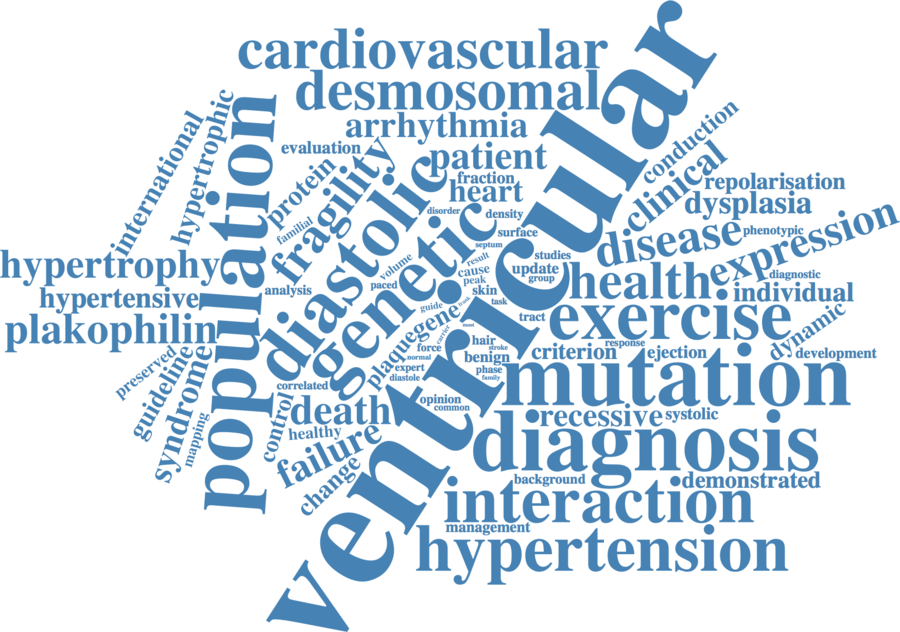 cardiovascular
desmosomal
arrhythmia
evaluation
patient
international
hypertrophic
population
protein
familial
fragility
diastolic
fraction
heart
disorder
density
genetic
ventricular
conduction
clinical
repolarisation
dysplasia
surface
septum
disease
phenotypic
expression
hypertrophy
hypertensive
plakophilin
analysis
volume
paced
result
cause
peak
studies
update
group
health
diagnostic
individual
skin
task
guide
trunk
plaquegene
tract
exercise
dynamic
preserved
guideline
syndrome
mapping
carrier
most
hair
stroke
force
normal
benign
expert
phase
diastole
family
criterion
response
ejection
development
mutation
correlated
control
death
opinion
common
healthy
failure
change
recessive
systolic
diagnosis
background
demonstrated
interaction
management
hypertension